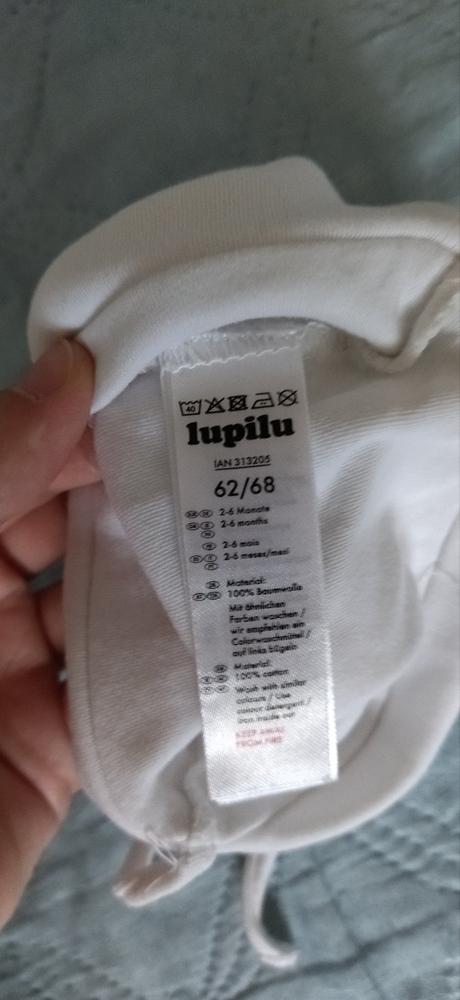 40
lupilu
IAN 313205
62/68
2-6 Monate
2-6 months
2-6 mois
2-6 meses/mesi
Material:
100% Baumwolle
Mit ähnlichen
Farben waschen /
wir empfehlen ein
Colorwaschmittel /
auf links bügeln
Material:
100% cotton
Wash with similar
colours / Use
colour detergent /
iron inside out
KEEP AWAY
FROM FIRE